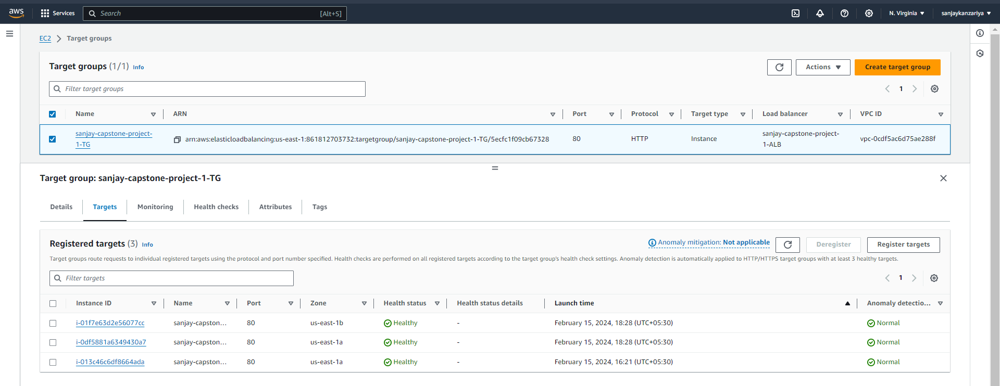 aws Services Search [Alt+S] N. Virginia sanjaykanzariya
EC2 Target groups
Target groups (1/1) Info Actions Create target group
Filter target groups 1
Name ARN Port Protocol Target type Load balancer VPC ID
sanjay-capstone-project-
1-TG
arn:aws:elasticloadbalancing:us-east-1:861812703732:targetgroup/sanjay-capstone-project-1-TG/5ecfc1f09cb67328 80 HTTP Instance
sanjay-capstone-project-
1-ALB
vpc-0cdf5ac6d75ae288f
Target group: sanjay-capstone-project-1-TG
Details Targets Monitoring Health checks Attributes Tags
Registered targets (3) Info Anomaly mitigation: Not applicable Deregister Register targets
Target groups route requests to individual registered targets using the protocol and port number specified. Health checks are performed on all registered targets according to the target group's health check settings. Anomaly detection is automatically applied to HTTP/HTTPS target groups with at least 3 healthy targets.
Filter targets 1
Instance ID Name Port Zone Health status Health status details Launch time Anomaly detectio...
i-01f7e63d2e56077cc sanjay-capston... 80 us-east-1b Healthy - February 15, 2024, 18:28 (UTC+05:30) Normal
i-0df5881a6349430a7 sanjay-capston... 80 us-east-1a Healthy - February 15, 2024, 18:28 (UTC+05:30) Normal
i-013c46c6df8664ada sanjay-capston... 80 us-east-1a Healthy - February 15, 2024, 16:21 (UTC+05:30) Normal